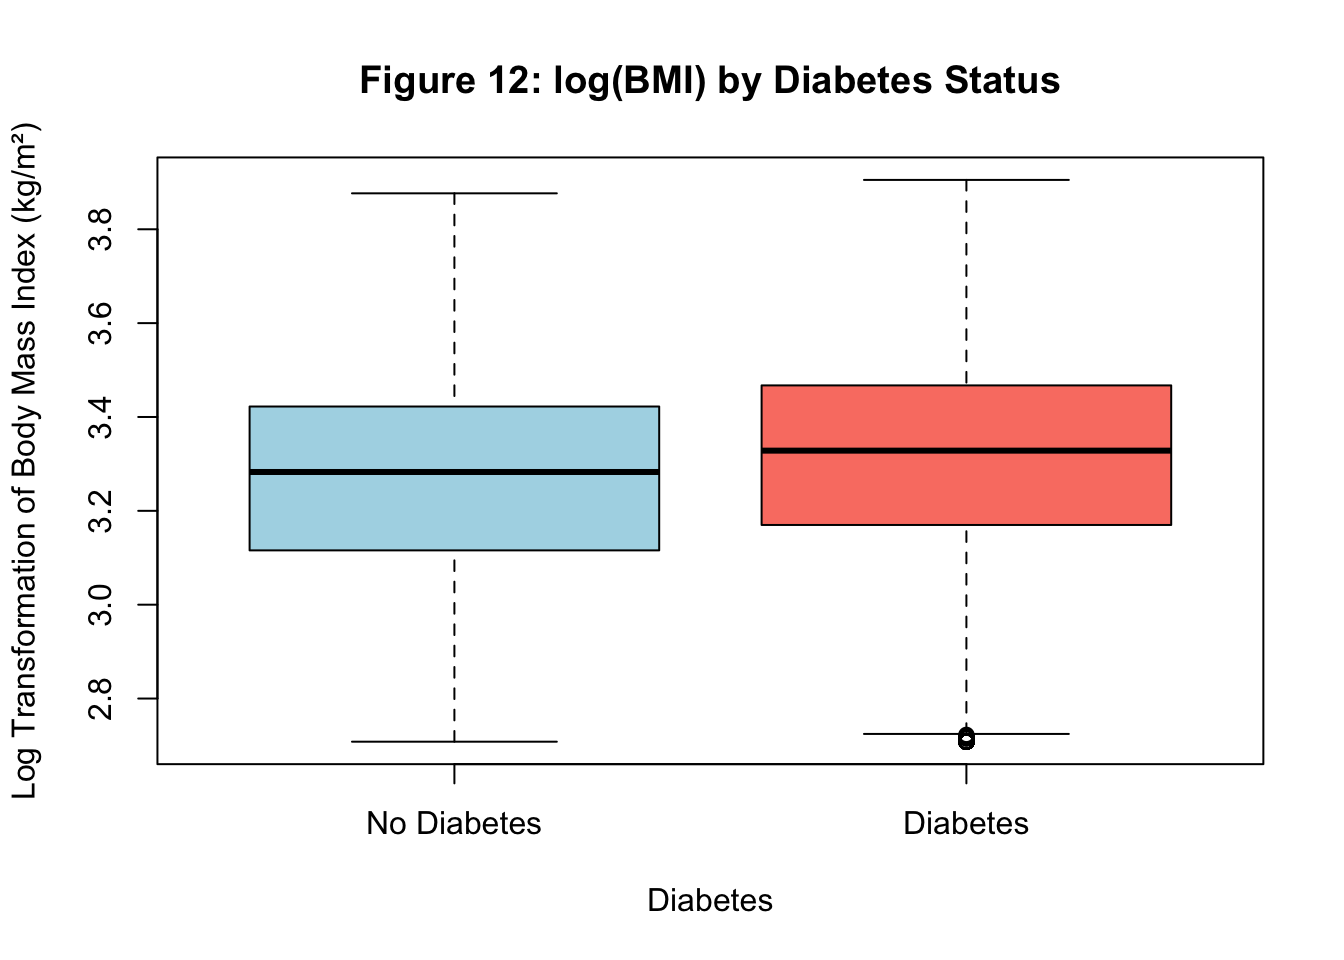 Figure 12: log(BMI) by Diabetes Status
Log Transformation of Body Mass Index (kg/m²)
3.8
3.6
3.4
3.2
3.0
2.8
No Diabetes
Diabetes
Diabetes